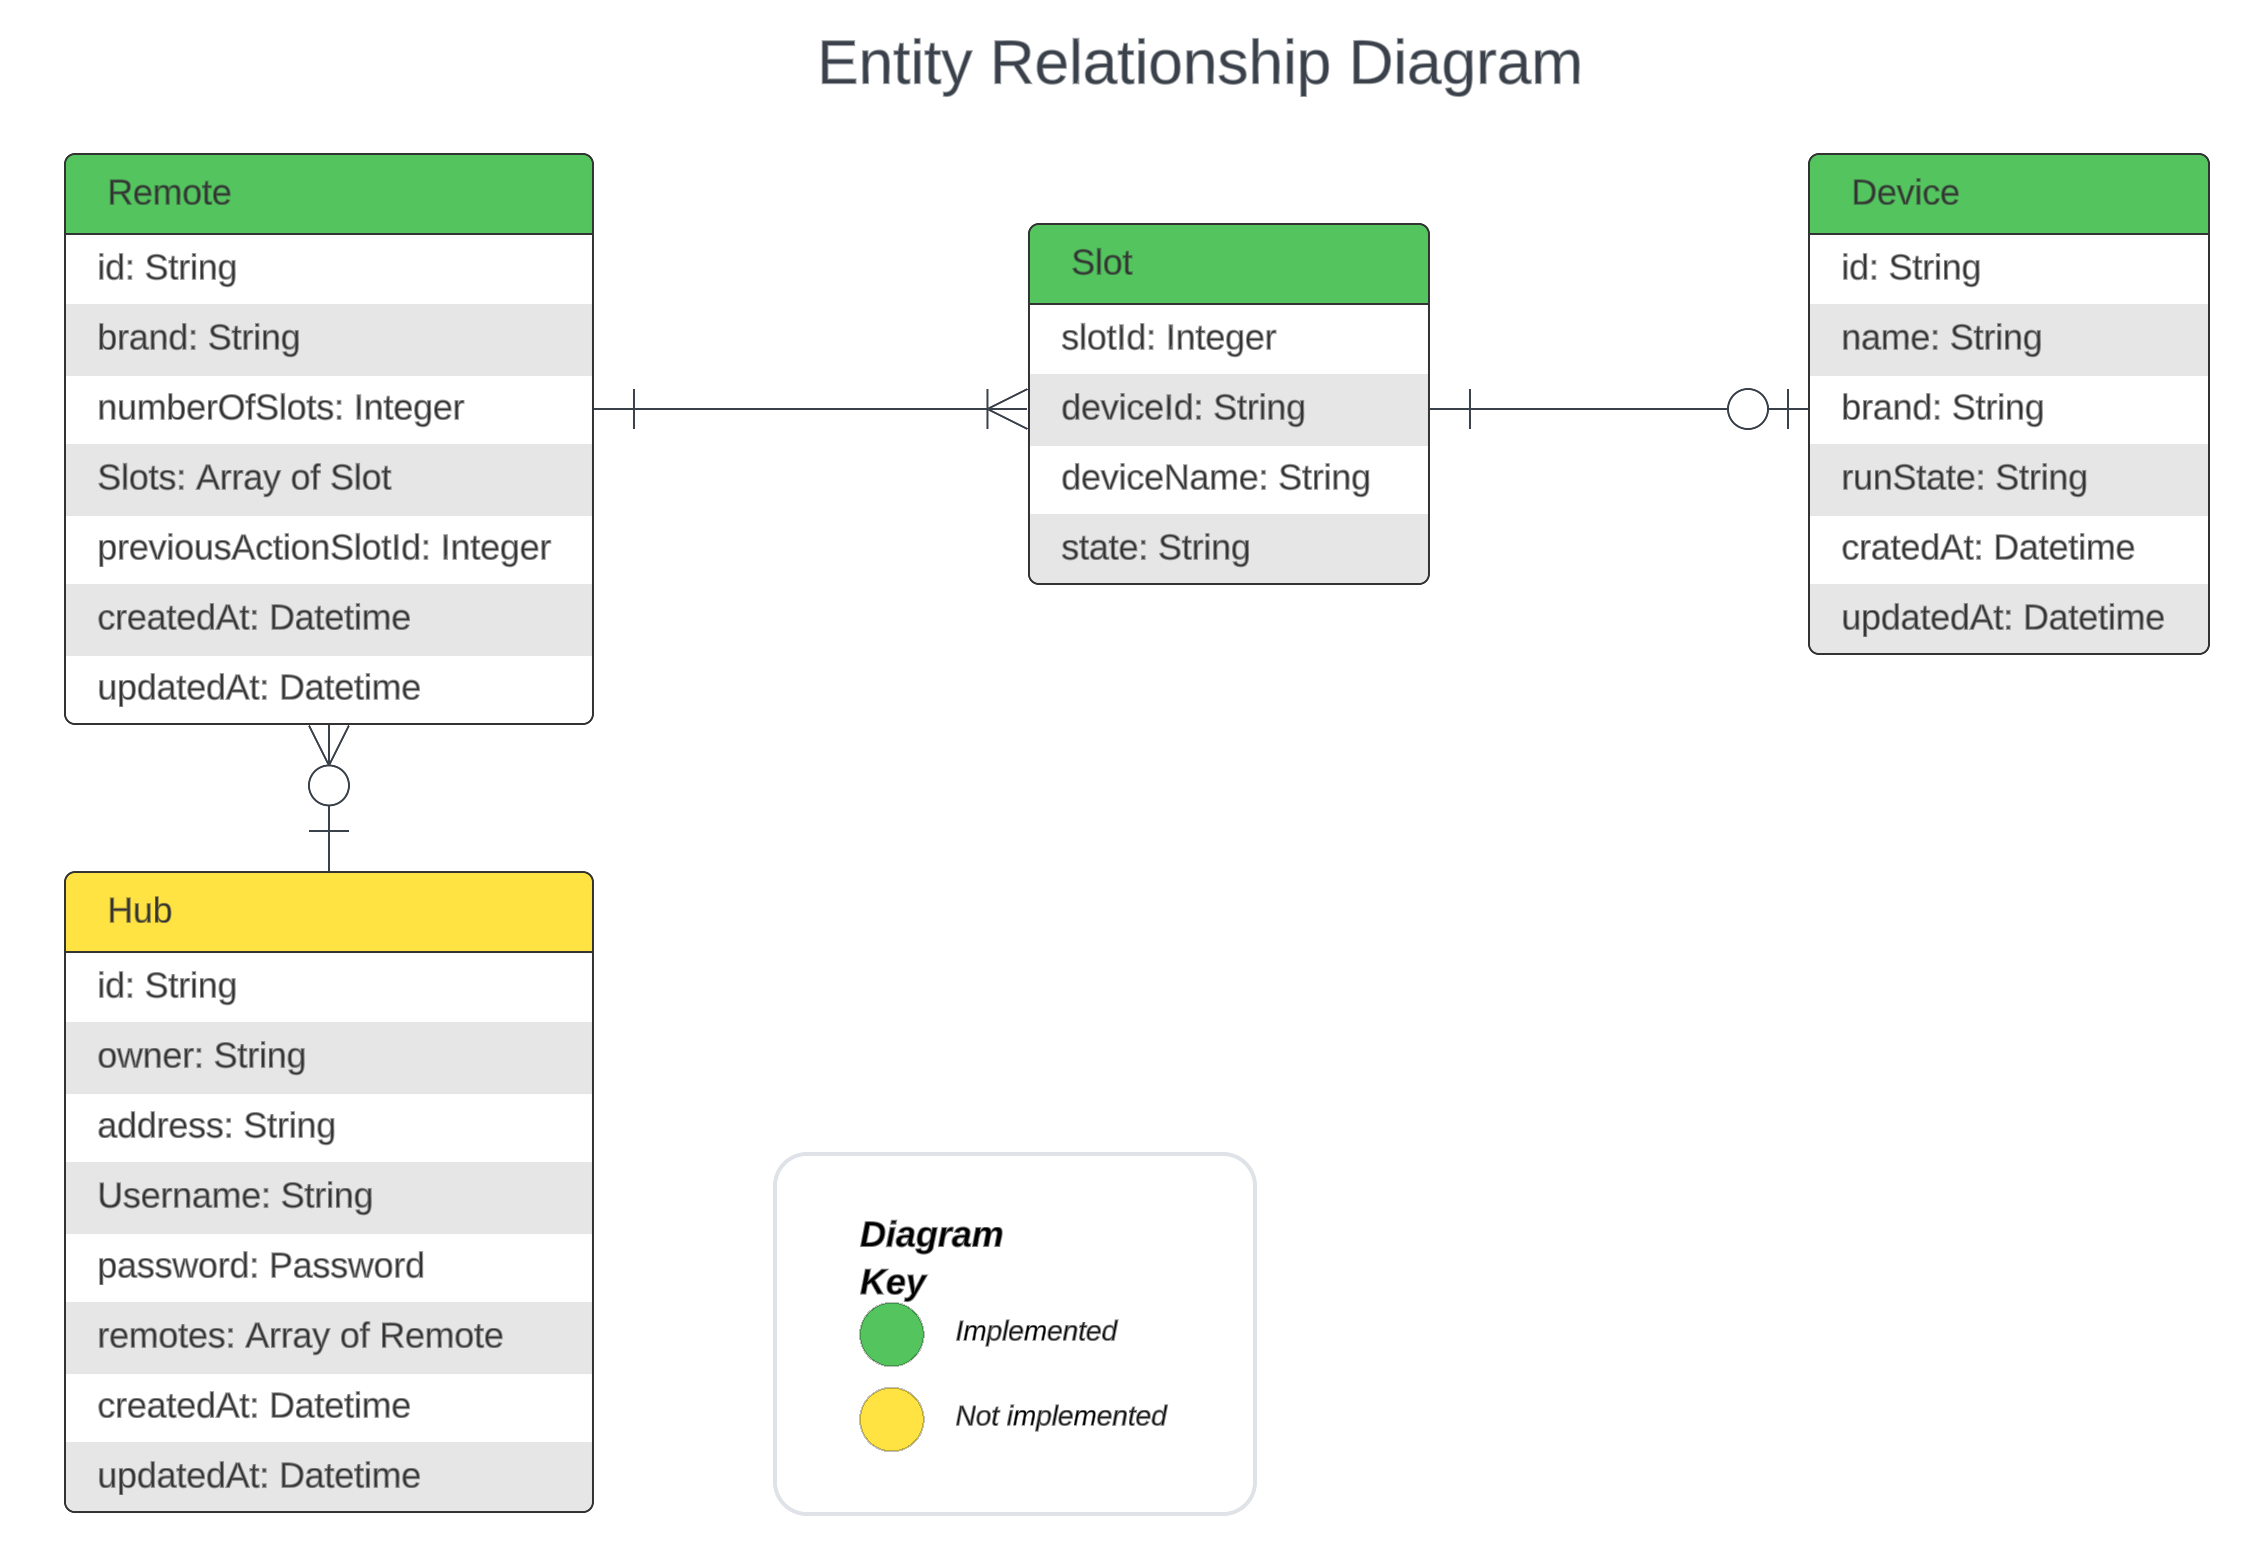 Entity Relationship Diagram
Remote
id: String
brand: String
numberOfSlots: Integer
Slots: Array of Slot
previousActionSlotId: Integer
createdAt: Datetime
updatedAt: Datetime
Slot
slotId: Integer
deviceId: String
deviceName: String
state: String
Device
id: String
name: String
brand: String
runState: String
cratedAt: Datetime
updatedAt: Datetime
Hub
id: String
owner: String
address: String
Username: String
password: Password
remotes: Array of Remote
createdAt: Datetime
updatedAt: Datetime
Diagram
Key
Implemented
Not implemented